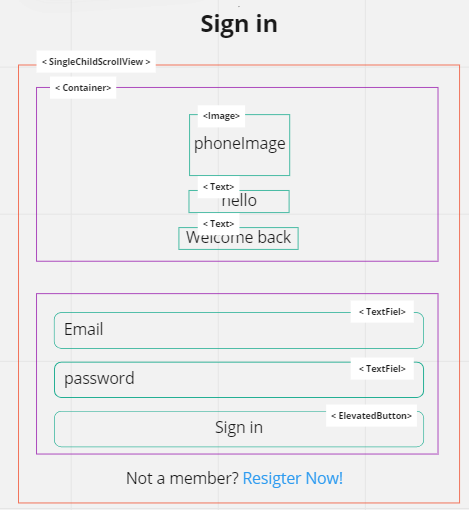 Sign in
< SingleChildScrollView >
< Container>
<Image>
phoneImage
< Text>
hello
< Text>
Welcome back
< TextFiel>
Email
< TextFiel>
password
< ElevatedButton>
Sign in
Not a member? Resigter Now!